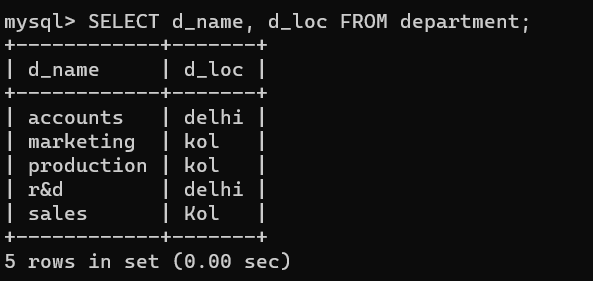 mysql> SELECT d_name, d_loc FROM department;
+------------+-------+
| d_name     | d_loc |
+------------+-------+
| accounts   | delhi |
| marketing  | kol   |
| production | kol   |
| r&d        | delhi |
| sales      | Kol   |
+------------+-------+
5 rows in set (0.00 sec)